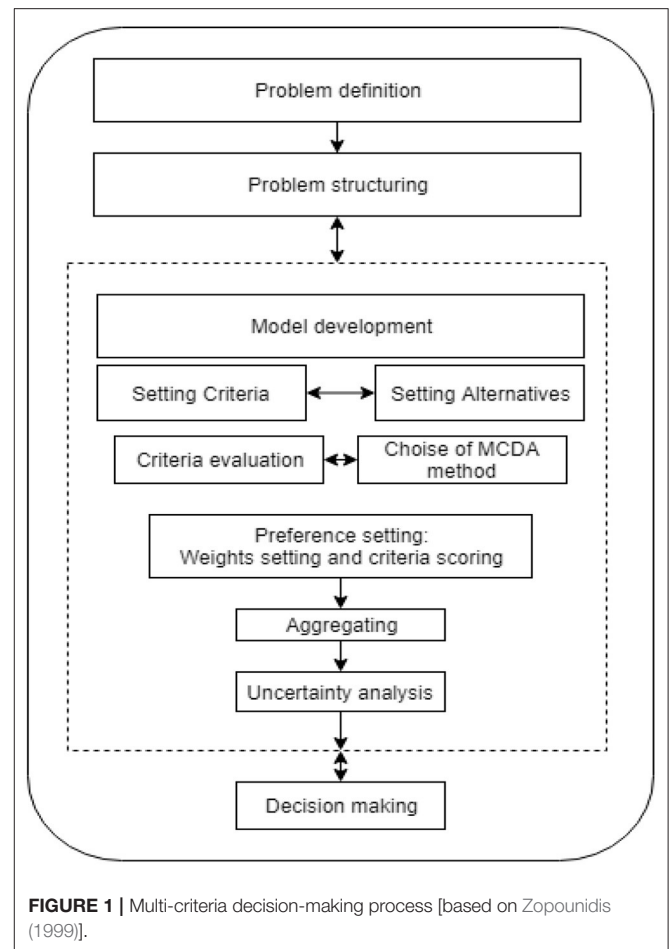 Problem definition
Problem structuring
Model development
Setting Criteria
Setting Alternatives
Criteria evaluation
Choise of MCDA
method
Preference setting:
Weights setting and criteria scoring
Aggregating
Uncertainty analysis
Decision making
FIGURE 1 | Multi-criteria decision-making process [based on Zopounidis
(1999)].